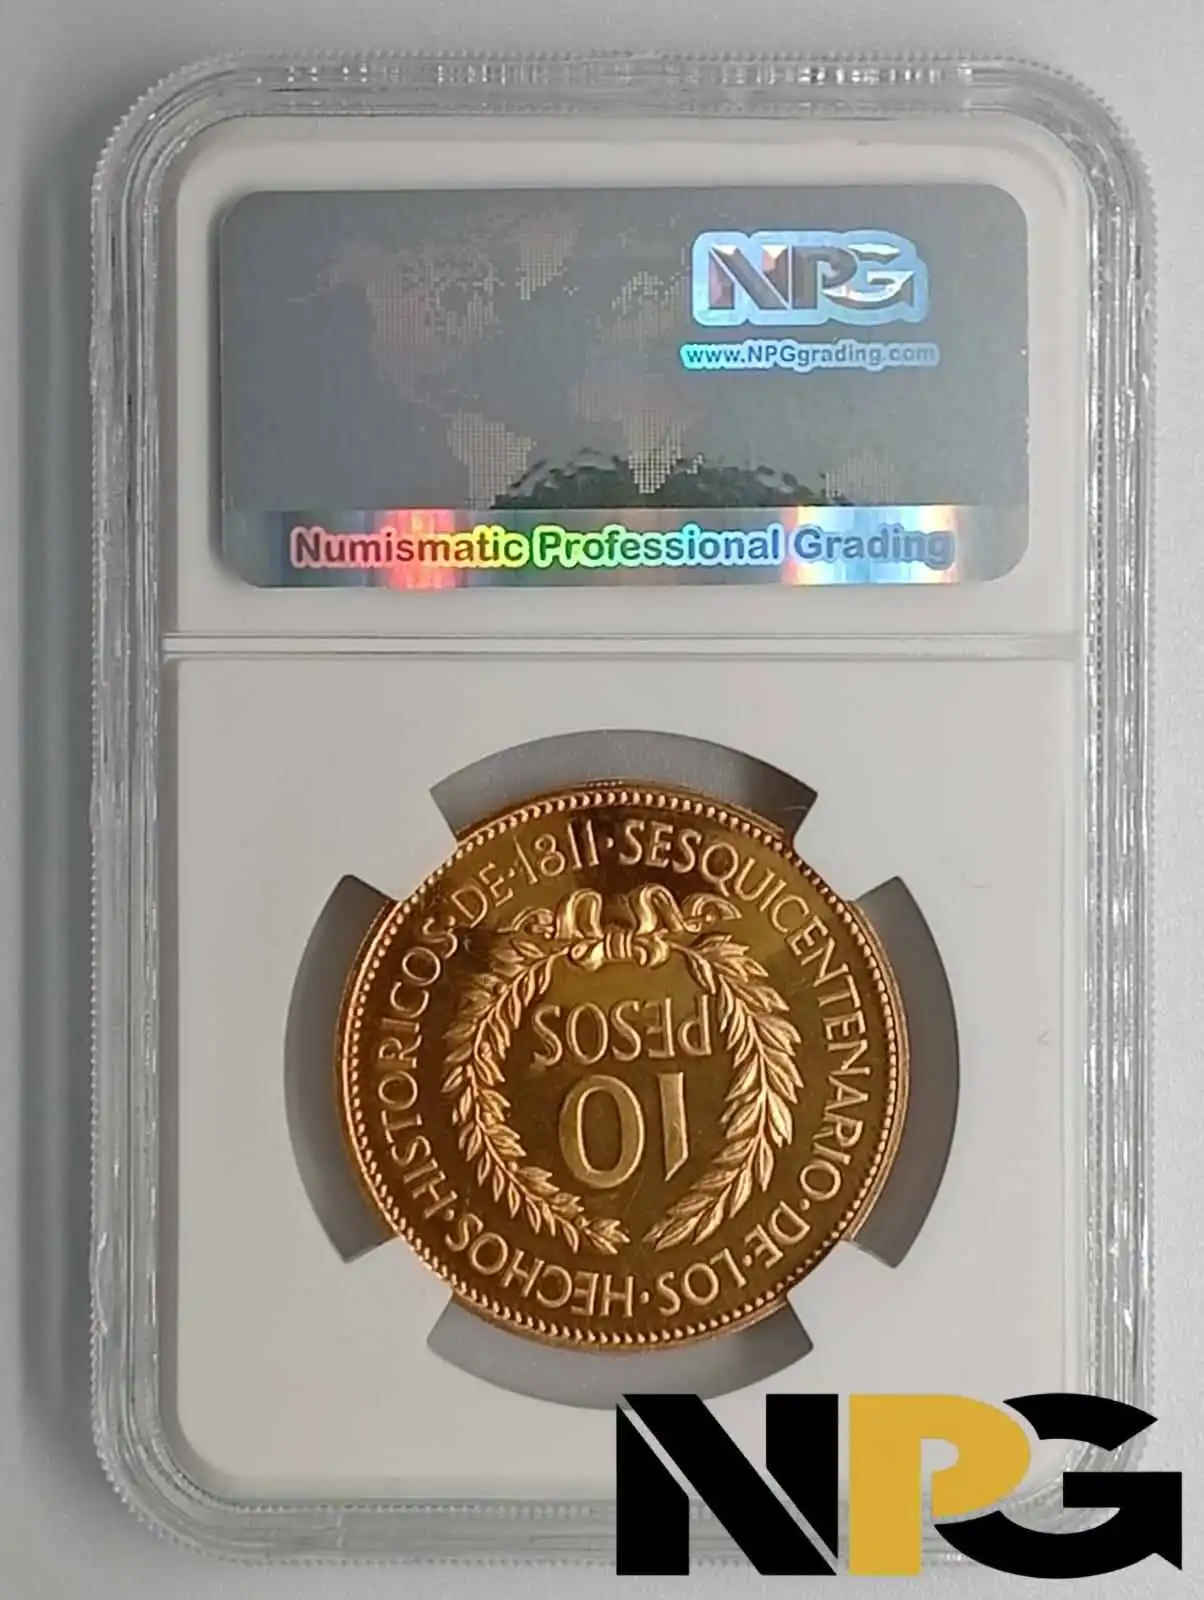 NPG
www.NPGgrading.com
Numismatic Professional Grading
SESQUICENTENARIO·DE·LOS·HECHOS·HISTORICOS·DE·1811·
10
PESOS
NPG